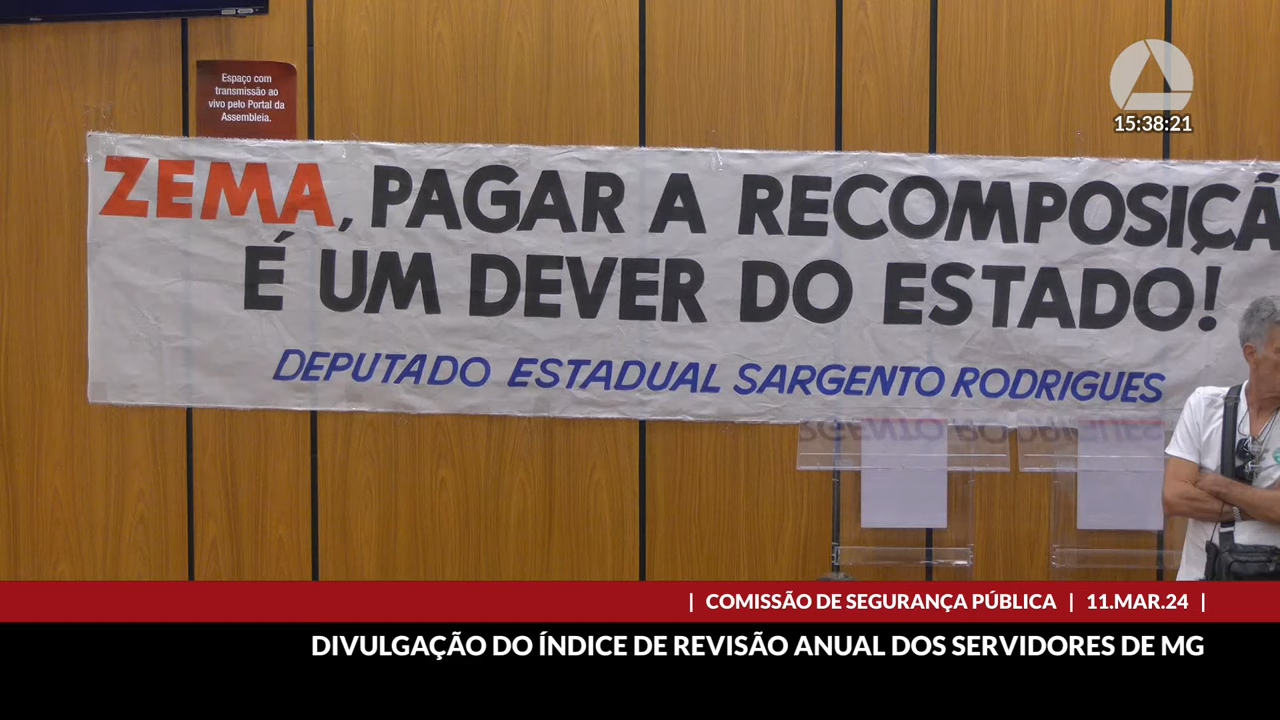 Espaço com
transmissão ao
vivo pelo Portal da
Assembleia.
15:38:21
ZEMA, PAGAR A RECOMPOSIÇÃ
É UM DEVER DO ESTADO!
DEPUTADO ESTADUAL SARGENTO RODRIGUES
| COMISSÃO DE SEGURANÇA PÚBLICA | 11.MAR.24 |
DIVULGAÇÃO DO ÍNDICE DE REVISÃO ANUAL DOS SERVIDORES DE MG